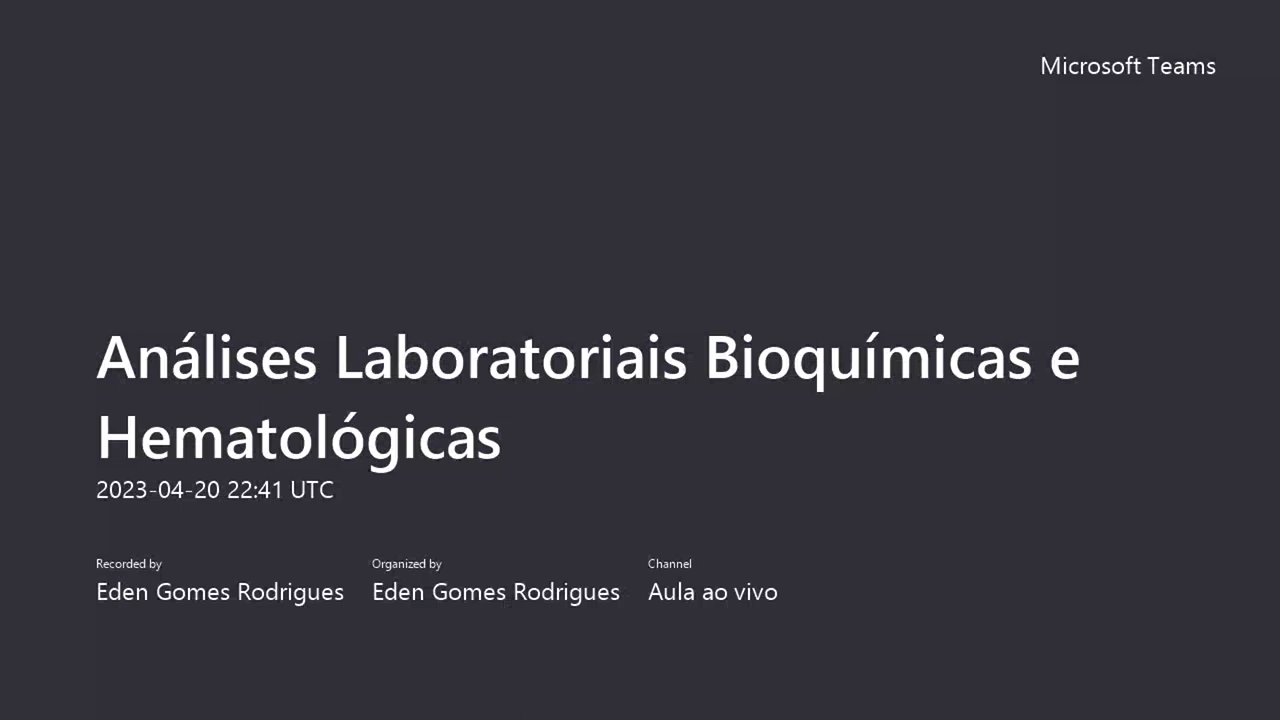 Microsoft Teams
Análises Laboratoriais Bioquímicas e
Hematológicas
2023-04-20 22:41 UTC
Recorded by
Eden Gomes Rodrigues
Organized by
Eden Gomes Rodrigues
Channel
Aula ao vivo